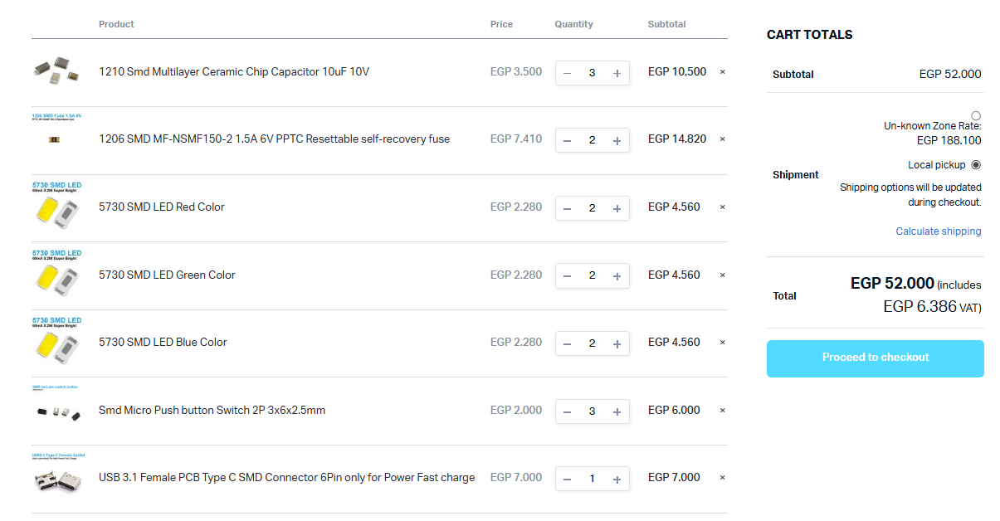 Product Price Quantity Subtotal
1210 Smd Multilayer Ceramic Chip Capacitor 10uF 10V EGP 3.500 − 3 + EGP 10.500 ×
1206 SMD Fuse 1.5A 6V
1206 SMD MF-NSMF150-2 1.5A 6V PPTC Resettable self-recovery fuse EGP 7.410 − 2 + EGP 14.820 ×
5730 SMD LED
60mA 0.2W Super Bright
5730 SMD LED Red Color EGP 2.280 − 2 + EGP 4.560 ×
5730 SMD LED
60mA 0.2W Super Bright
5730 SMD LED Green Color EGP 2.280 − 2 + EGP 4.560 ×
5730 SMD LED
60mA 0.2W Super Bright
5730 SMD LED Blue Color EGP 2.280 − 2 + EGP 4.560 ×
SMD two pin switch button
Smd Micro Push button Switch 2P 3x6x2.5mm EGP 2.000 − 3 + EGP 6.000 ×
USB3.1 Type C Female Socket
USB 3.1 Female PCB Type C SMD Connector 6Pin only for Power Fast charge EGP 7.000 − 1 + EGP 7.000 ×
CART TOTALS
Subtotal EGP 52.000
Shipment
Un-known Zone Rate:
EGP 188.100
Local pickup
Shipping options will be updated
during checkout.
Calculate shipping
Total
EGP 52.000 (includes
EGP 6.386 VAT)
Proceed to checkout